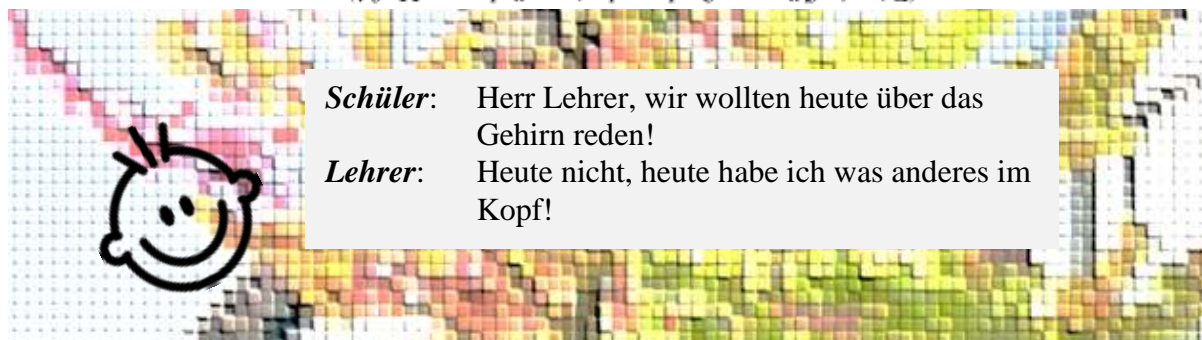 Schüler: Herr Lehrer, wir wollten heute über das
Gehirn reden!
Lehrer: Heute nicht, heute habe ich was anderes im
Kopf!